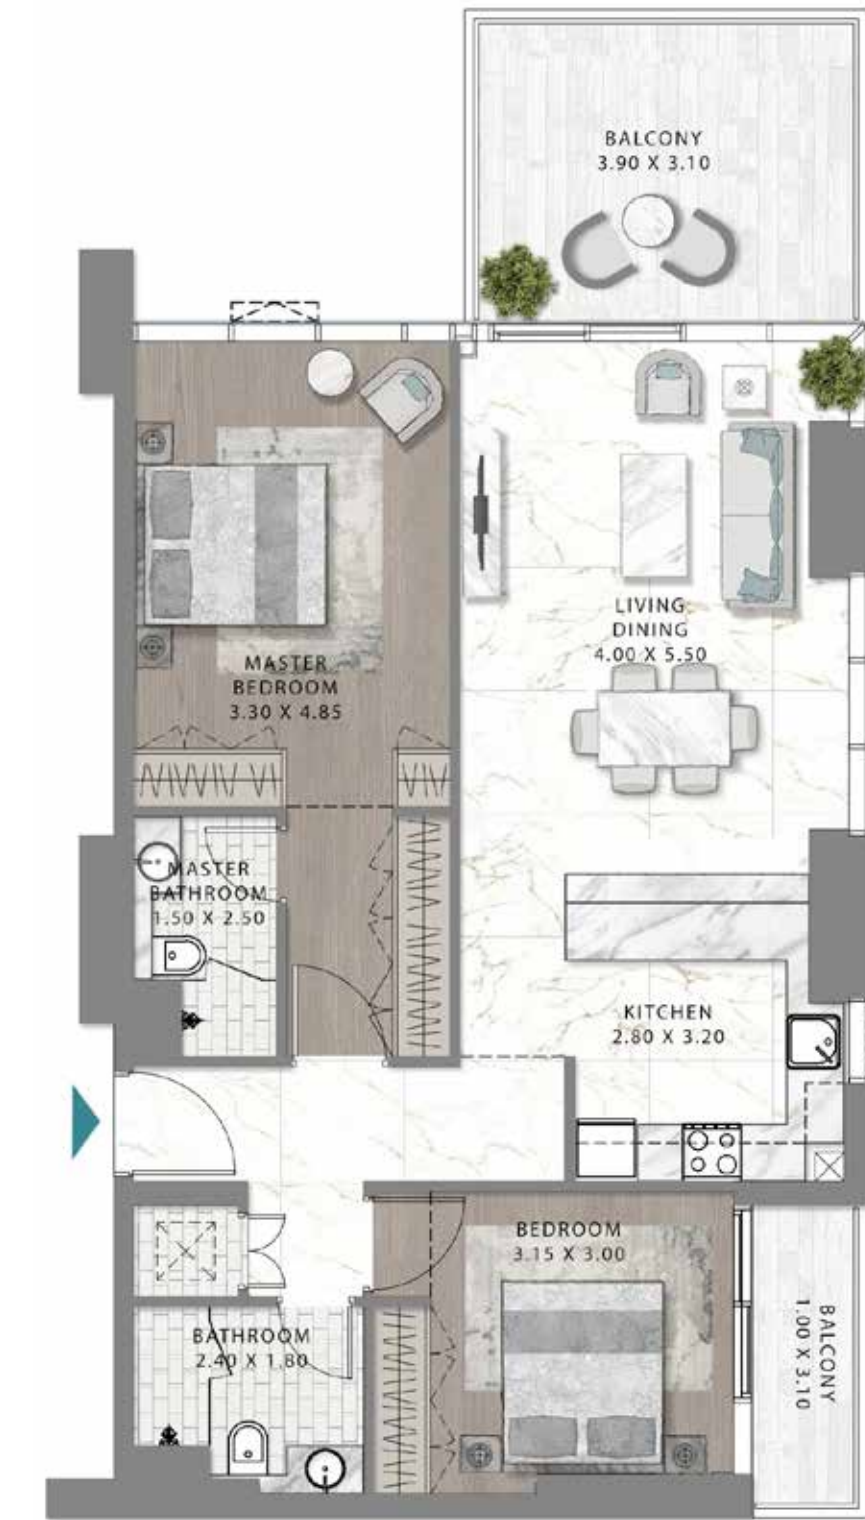 BALCONY
3.90 X 3.10
LIVING
DINING
4.00 X 5.50
MASTER
BEDROOM
3.30 X 4.85
MASTER
BATHROOM
1.50 X 2.50
KITCHEN
2.80 X 3.20
BEDROOM
3.15 X 3.00
BALCONY
1.00 X 3.10
BATHROOM
2.40 X 1.80